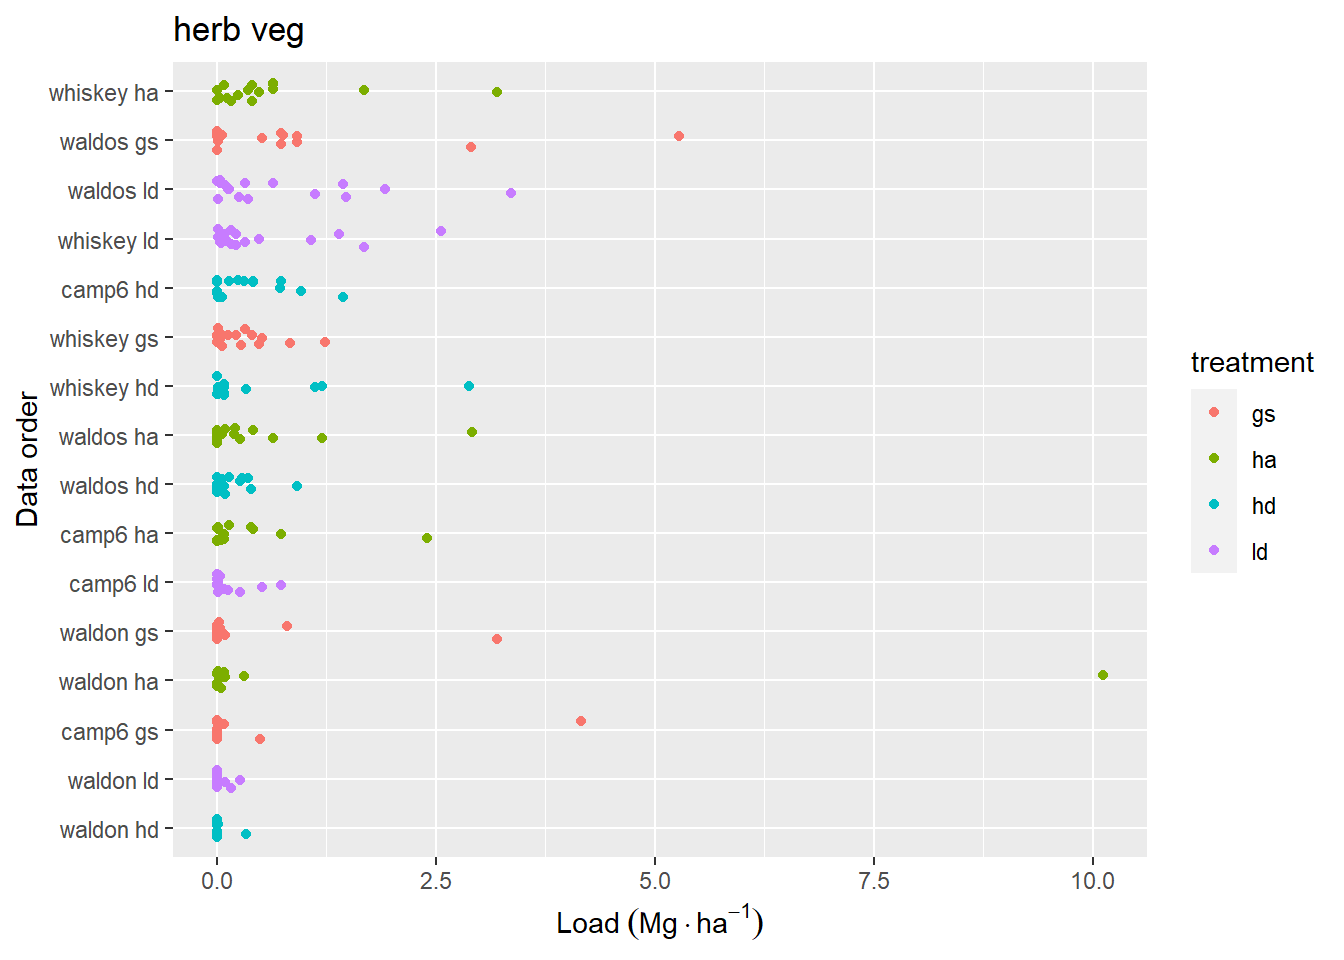 herb veg
whiskey ha
waldos gs
waldos ld
whiskey ld
camp6 hd
whiskey gs
whiskey hd
waldos ha
waldos hd
camp6 ha
camp6 ld
waldon gs
waldon ha
camp6 gs
waldon ld
waldon hd
Data order
0.0 2.5 5.0 7.5 10.0
Load (Mg · ha⁻¹)
treatment
gs
ha
hd
ld